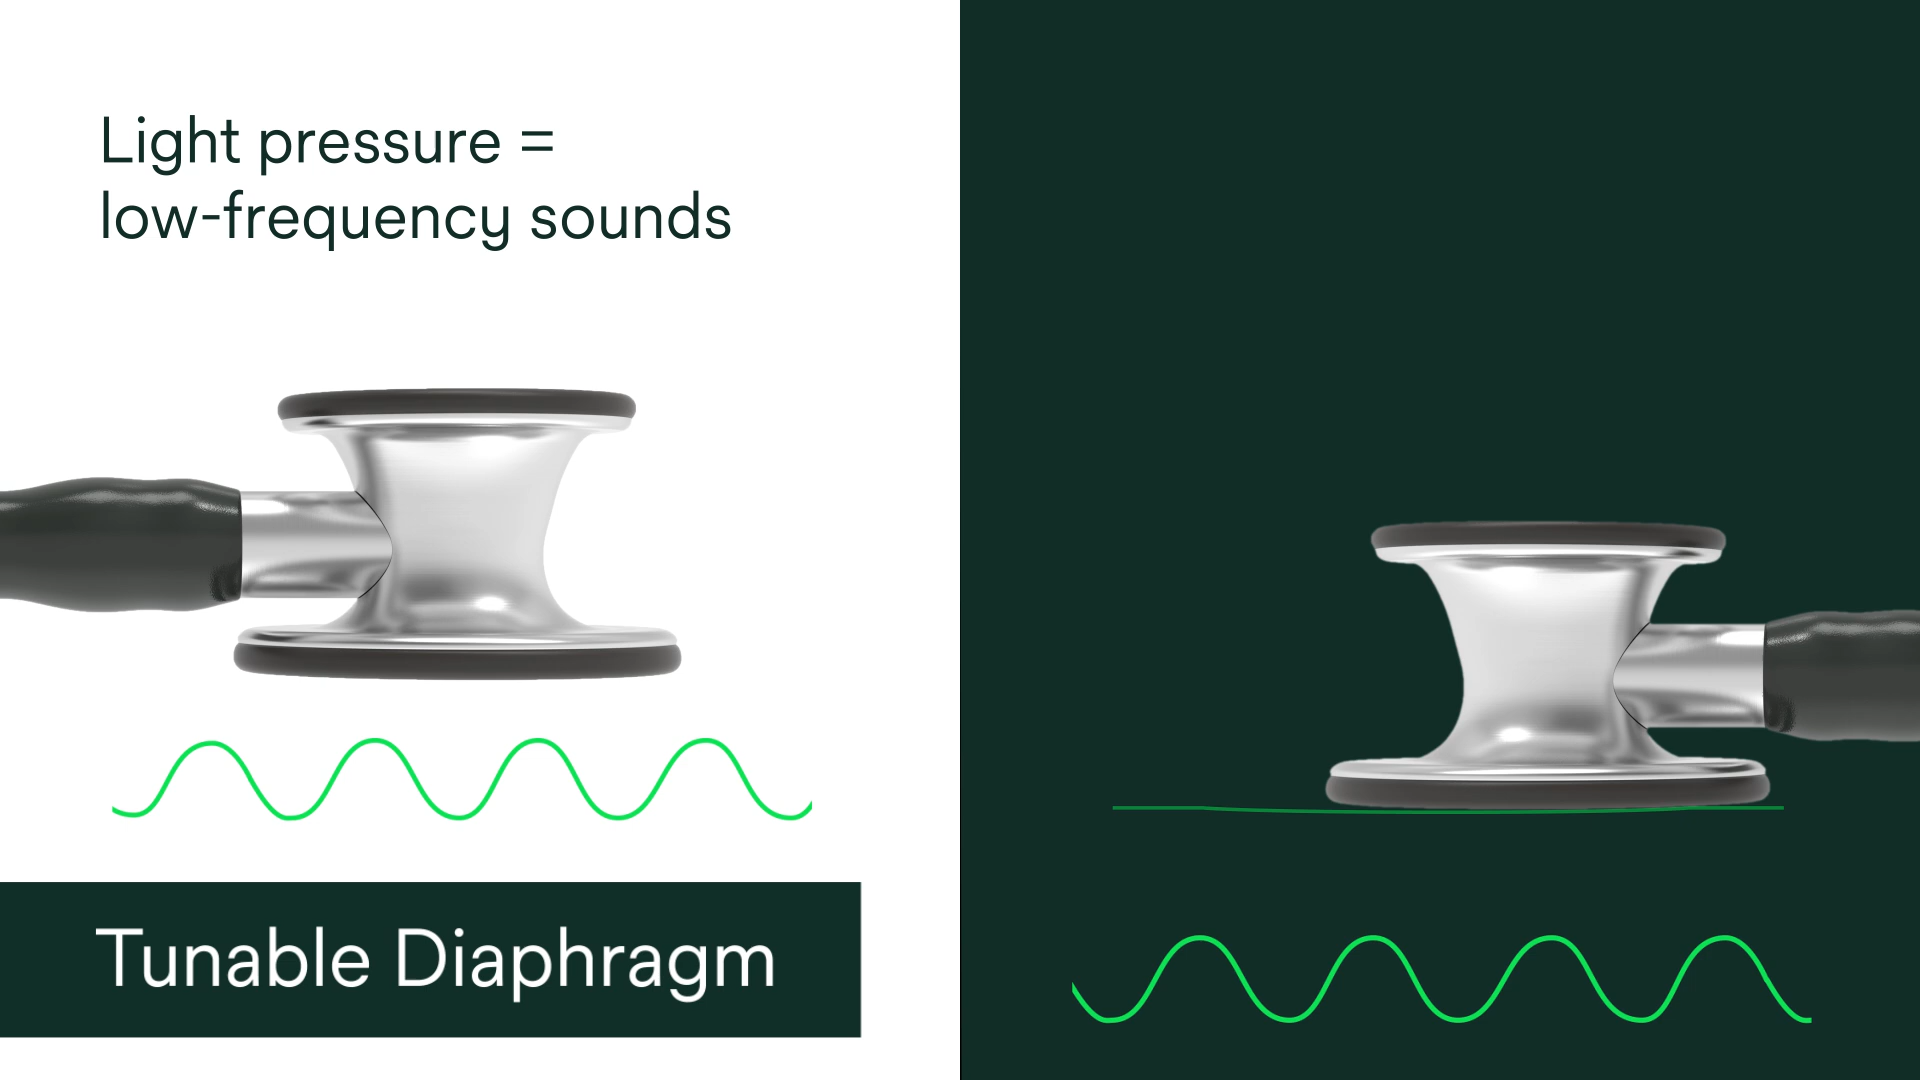 Light pressure =
low-frequency sounds
Tunable Diaphragm